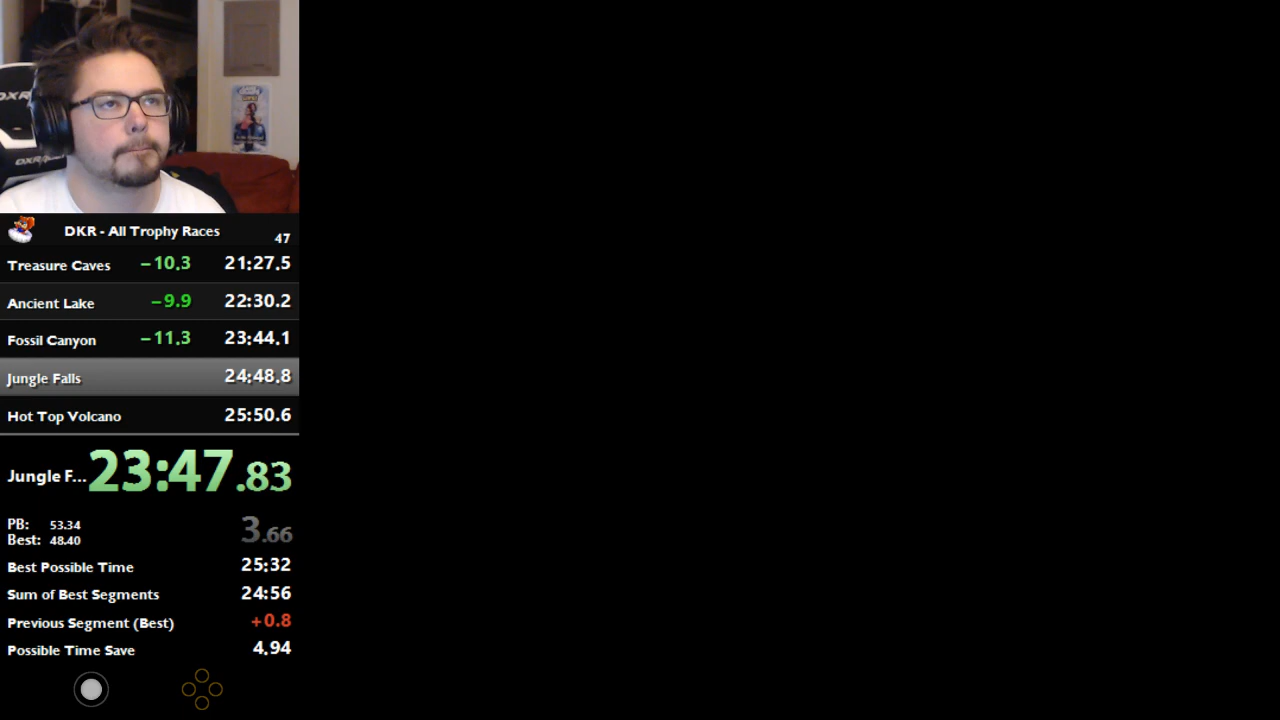 DXR
DXR
DKR - All Trophy Races
47
Treasure Caves -10.3 21:27.5
Ancient Lake -9.9 22:30.2
Fossil Canyon -11.3 23:44.1
Jungle Falls 24:48.8
Hot Top Volcano 25:50.6
Jungle F... 23:47.83
PB: 53.34 3.66
Best: 48.40
Best Possible Time 25:32
Sum of Best Segments 24:56
Previous Segment (Best) +0.8
Possible Time Save 4.94